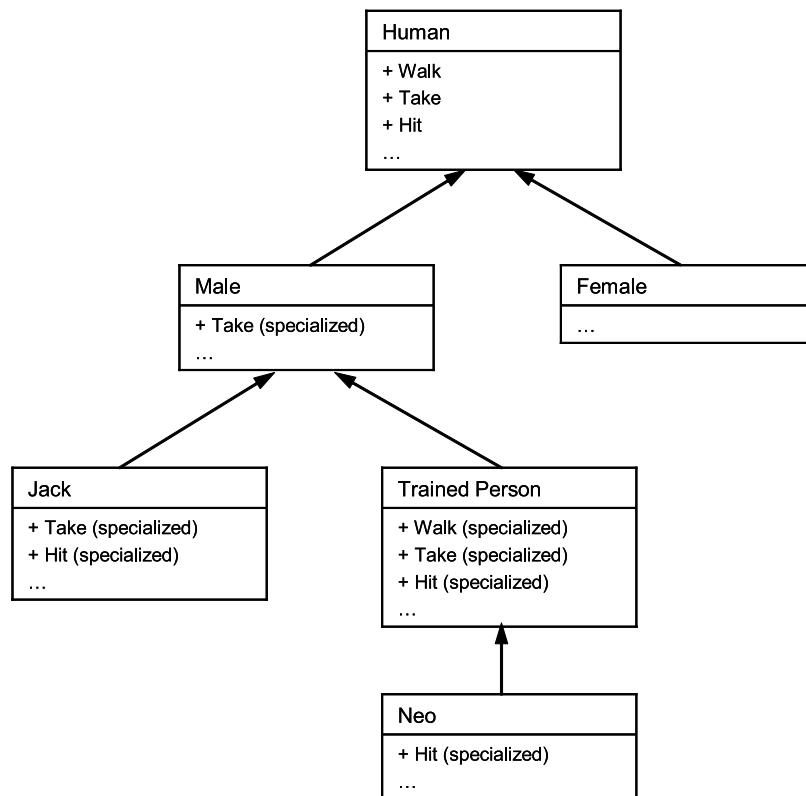 Human
+ Walk
+ Take
+ Hit
...
Male
+ Take (specialized)
...
Female
...
Jack
+ Take (specialized)
+ Hit (specialized)
...
Trained Person
+ Walk (specialized)
+ Take (specialized)
+ Hit (specialized)
...
Neo
+ Hit (specialized)
...